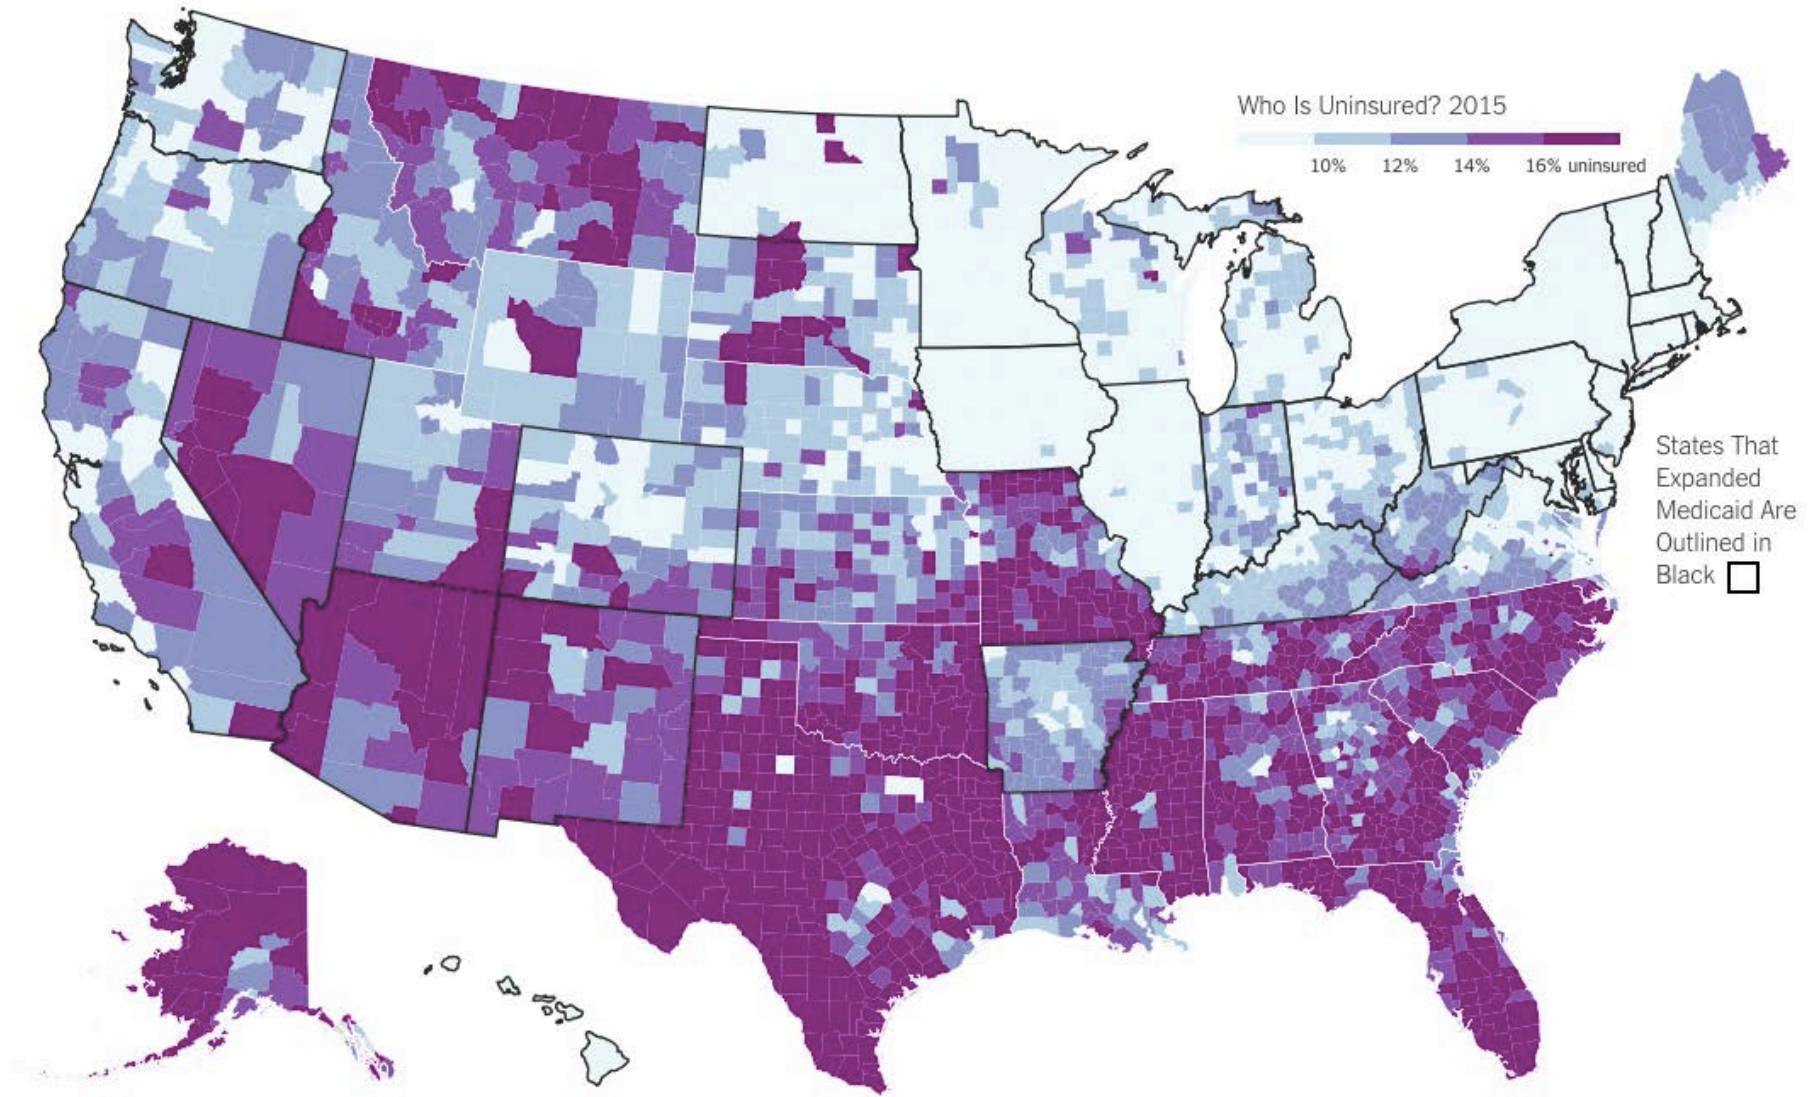 Who Is Uninsured? 2015
10% 12% 14% 16% uninsured
States That
Expanded
Medicaid Are
Outlined in
Black